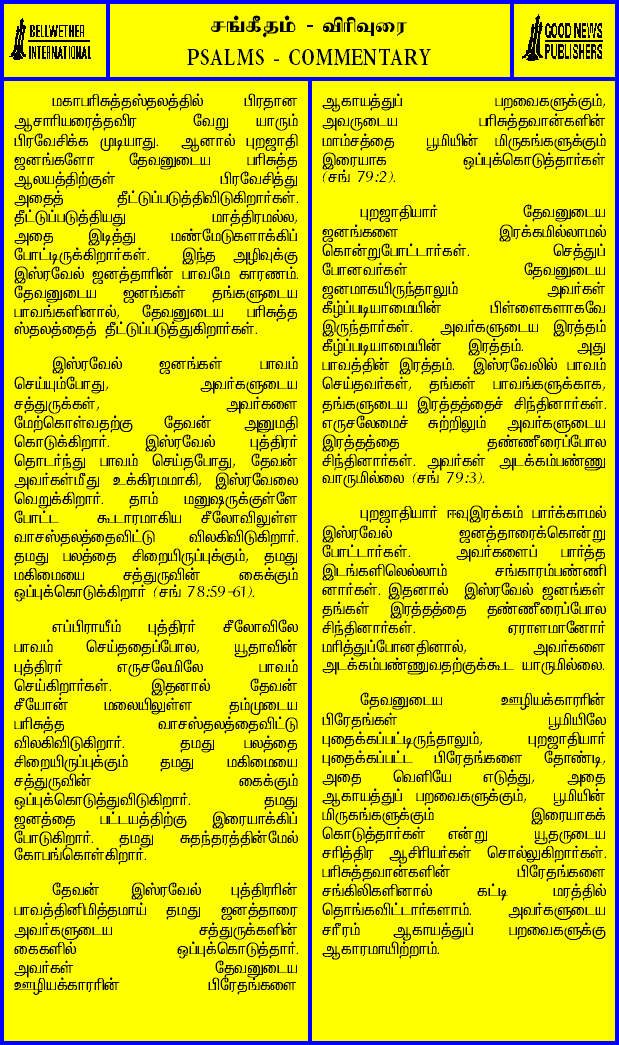 BELLWETHER
INTERNATIONAL
சங்கீதம் - விரிவுரை
PSALMS - COMMENTARY
GOOD NEWS
PUBLISHERS
மகாபரிசுத்தஸ்தலத்தில் பிரதான
ஆசாரியரைத்தவிர வேறு யாரும்
பிரவேசிக்க முடியாது. ஆனால் புறஜாதி
ஜனங்களோ தேவனுடைய பரிசுத்த
ஆலயத்திற்குள் பிரவேசித்து
அதைத் தீட்டுப்படுத்திவிடுகிறார்கள்.
தீட்டுப்படுத்தியது மாத்திரமல்ல,
அதை இடித்து மண்மேடுகளாக்கிப்
போட்டிருக்கிறார்கள். இந்த அழிவுக்கு
இஸ்ரவேல் ஜனத்தாரின் பாவமே காரணம்.
தேவனுடைய ஜனங்கள் தங்களுடைய
பாவங்களினால், தேவனுடைய பரிசுத்த
ஸ்தலத்தைத் தீட்டுப்படுத்துகிறார்கள்.
இஸ்ரவேல் ஜனங்கள் பாவம்
செய்யும்போது, அவர்களுடைய
சத்துருக்கள், அவர்களை
மேற்கொள்வதற்கு தேவன் அனுமதி
கொடுக்கிறார். இஸ்ரவேல் புத்திரர்
தொடர்ந்து பாவம் செய்தபோது, தேவன்
அவர்கள்மீது உக்கிரமமாகி, இஸ்ரவேலை
வெறுக்கிறார். தாம் மனுஷருக்குள்ளே
போட்ட கூடாரமாகிய சீலோவிலுள்ள
வாசஸ்தலத்தைவிட்டு விலகிவிடுகிறார்.
தமது பலத்தை சிறையிருப்புக்கும், தமது
மகிமையை சத்துருவின் கைக்கும்
ஒப்புக்கொடுக்கிறார் (சங் 78:59-61).
எப்பிராயீம் புத்திரர் சீலோவிலே
பாவம் செய்ததைப்போல, யூதாவின்
புத்திரர் எருசலேமிலே பாவம்
செய்கிறார்கள். இதனால் தேவன்
சீயோன் மலையிலுள்ள தம்முடைய
பரிசுத்த வாசஸ்தலத்தைவிட்டு
விலகிவிடுகிறார். தமது பலத்தை
சிறையிருப்புக்கும் தமது மகிமையை
சத்துருவின் கைக்கும்
ஒப்புக்கொடுத்துவிடுகிறார். தமது
ஜனத்தை பட்டயத்திற்கு இரையாக்கிப்
போடுகிறார். தமது சுதந்தரத்தின்மேல்
கோபங்கொள்கிறார்.
தேவன் இஸ்ரவேல் புத்திரரின்
பாவத்தினிமித்தமாய் தமது ஜனத்தாரை
அவர்களுடைய சத்துருக்களின்
கைகளில் ஒப்புக்கொடுத்தார்.
அவர்கள் தேவனுடைய
ஊழியக்காரரின் பிரேதங்களை
ஆகாயத்துப் பறவைகளுக்கும்,
அவருடைய பரிசுத்தவான்களின்
மாம்சத்தை பூமியின் மிருகங்களுக்கும்
இரையாக ஒப்புக்கொடுத்தார்கள்
(சங் 79:2).
புறஜாதியார் தேவனுடைய
ஜனங்களை இரக்கமில்லாமல்
கொன்றுபோட்டார்கள். செத்துப்
போனவர்கள் தேவனுடைய
ஜனமாகயிருந்தாலும் அவர்கள்
கீழ்ப்படியாமையின் பிள்ளைகளாகவே
இருந்தார்கள். அவர்களுடைய இரத்தம்
கீழ்ப்படியாமையின் இரத்தம். அது
பாவத்தின் இரத்தம். இஸ்ரவேலில் பாவம்
செய்தவர்கள், தங்கள் பாவங்களுக்காக,
தங்களுடைய இரத்தத்தைச் சிந்தினார்கள்.
எருசலேமைச் சுற்றிலும் அவர்களுடைய
இரத்தத்தை தண்ணீரைப்போல
சிந்தினார்கள். அவர்கள் அடக்கம்பண்ணு
வாருமில்லை (சங் 79:3).
புறஜாதியார் ஈவுஇரக்கம் பார்க்காமல்
இஸ்ரவேல் ஜனத்தாரைக்கொன்று
போட்டார்கள். அவர்களைப் பார்த்த
இடங்களிலெல்லாம் சங்காரம்பண்ணி
னார்கள். இதனால் இஸ்ரவேல் ஜனங்கள்
தங்கள் இரத்தத்தை தண்ணீரைப்போல
சிந்தினார்கள். ஏராளமானோர்
மரித்துப்போனதினால், அவர்களை
அடக்கம்பண்ணுவதற்குக்கூட யாருமில்லை.
தேவனுடைய ஊழியக்காரரின்
பிரேதங்கள் பூமியிலே
புதைக்கப்பட்டிருந்தாலும், புறஜாதியார்
புதைக்கப்பட்ட பிரேதங்களை தோண்டி,
அதை வெளியே எடுத்து, அதை
ஆகாயத்துப் பறவைகளுக்கும், பூமியின்
மிருகங்களுக்கும் இரையாகக்
கொடுத்தார்கள் என்று யூதருடைய
சரித்திர ஆசிரியர்கள் சொல்லுகிறார்கள்.
பரிசுத்தவான்களின் பிரேதங்களை
சங்கிலிகளினால் கட்டி மரத்தில்
தொங்கவிட்டார்களாம். அவர்களுடைய
சரீரம் ஆகாயத்துப் பறவைகளுக்கு
ஆகாரமாயிற்றாம்.